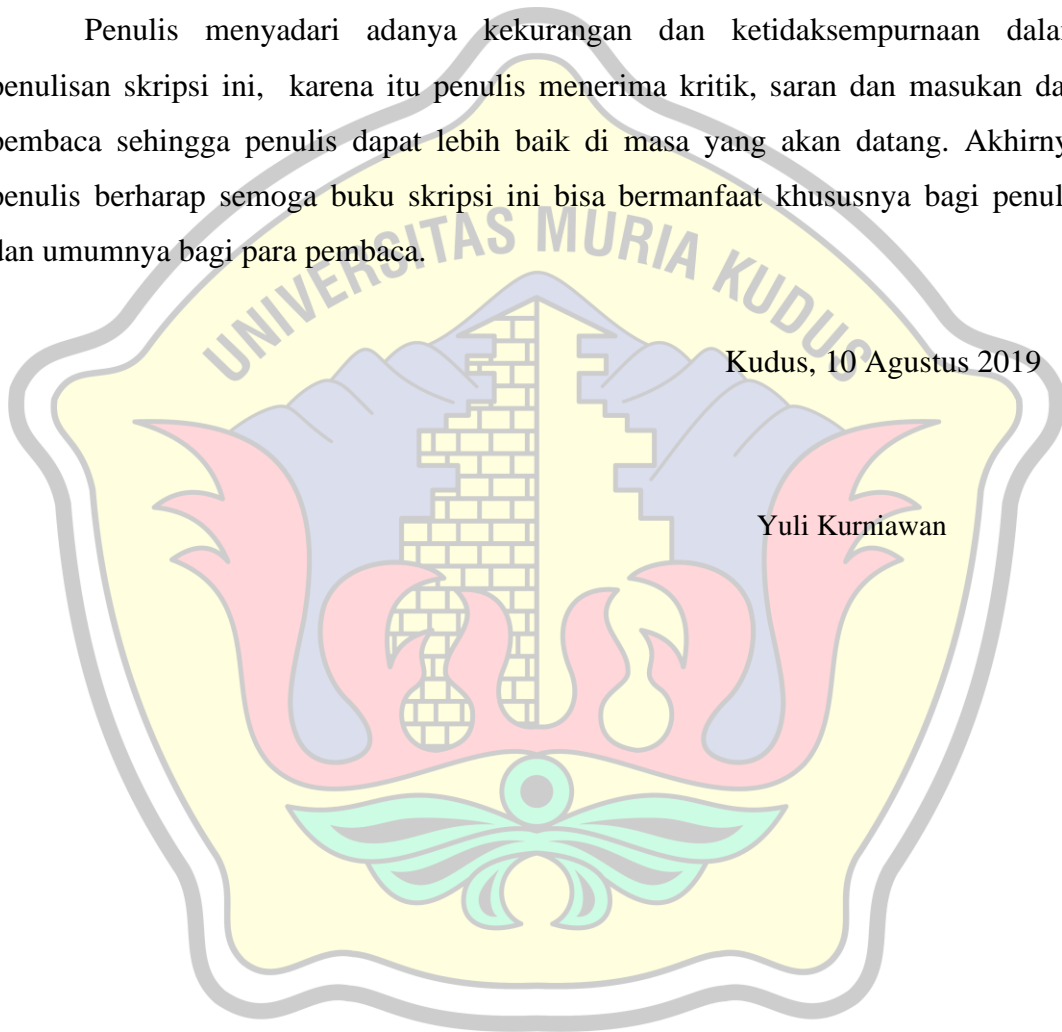 Penulis menyadari adanya kekurangan dan ketidaksempurnaan dala
penulisan skripsi ini, karena itu penulis menerima kritik, saran dan masukan da
pembaca sehingga penulis dapat lebih baik di masa yang akan datang. Akhirny
penulis berharap semoga buku skripsi ini bisa bermanfaat khususnya bagi penul
dan umumnya bagi para pembaca.
UNIVERSITAS MURIA KUDUS
Kudus, 10 Agustus 2019
Yuli Kurniawan